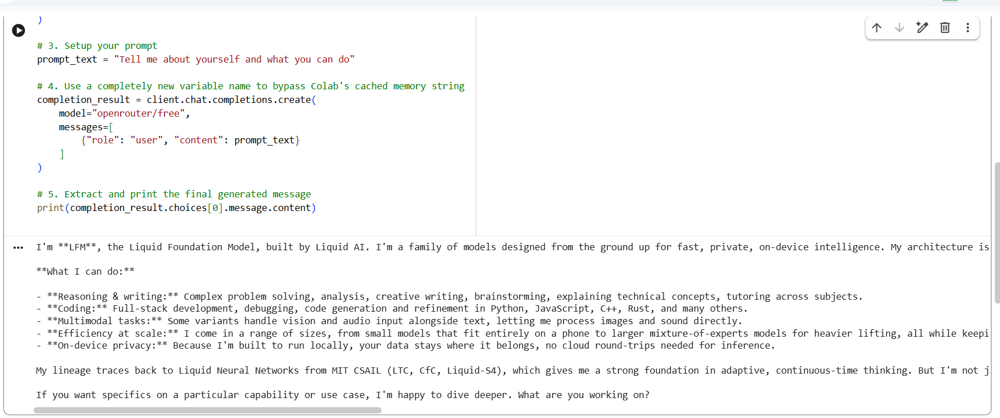 )
# 3. Setup your prompt
prompt_text = "Tell me about yourself and what you can do"
# 4. Use a completely new variable name to bypass Colab's cached memory string
completion_result = client.chat.completions.create(
    model="openrouter/free",
    messages=[
        {"role": "user", "content": prompt_text}
    ]
)
# 5. Extract and print the final generated message
print(completion_result.choices[0].message.content)
I'm **LFM**, the Liquid Foundation Model, built by Liquid AI. I'm a family of models designed from the ground up for fast, private, on-device intelligence. My architecture is
**What I can do:**
- **Reasoning & writing:** Complex problem solving, analysis, creative writing, brainstorming, explaining technical concepts, tutoring across subjects.
- **Coding:** Full-stack development, debugging, code generation and refinement in Python, JavaScript, C++, Rust, and many others.
- **Multimodal tasks:** Some variants handle vision and audio input alongside text, letting me process images and sound directly.
- **Efficiency at scale:** I come in a range of sizes, from small models that fit entirely on a phone to larger mixture-of-experts models for heavier lifting, all while keepi
- **On-device privacy:** Because I'm built to run locally, your data stays where it belongs, no cloud round-trips needed for inference.
My lineage traces back to Liquid Neural Networks from MIT CSAIL (LTC, CfC, Liquid-S4), which gives me a strong foundation in adaptive, continuous-time thinking. But I'm not j
If you want specifics on a particular capability or use case, I'm happy to dive deeper. What are you working on?